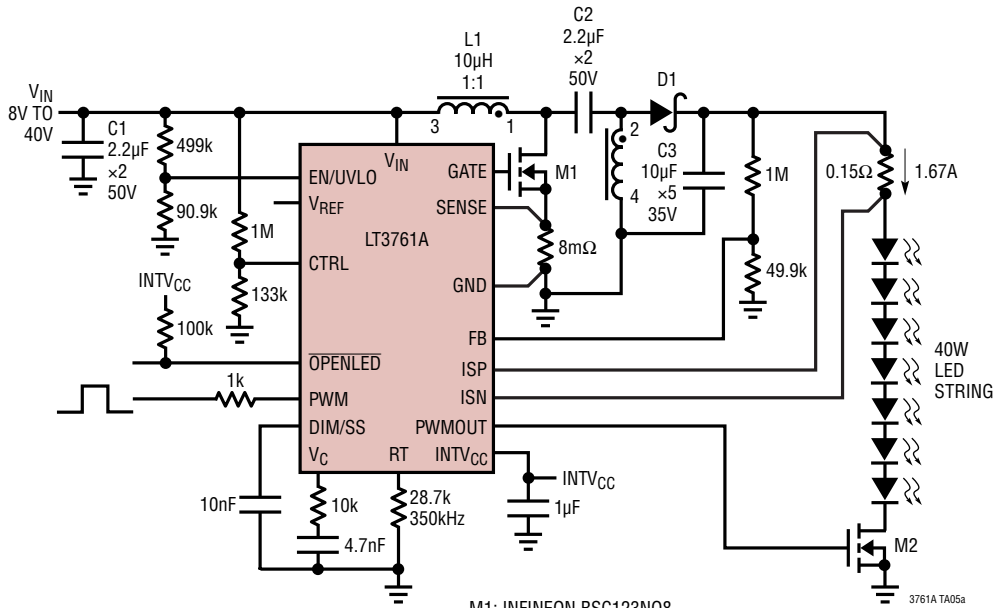 L1
10µH
1:1
3
1
C2
2.2µF
×2
50V
D1
2
4
C3
10µF
×5
35V
V_IN
8V TO
40V
C1
2.2µF
×2
50V
499k
90.9k
1M
133k
INTV_CC
100k
1k
V_IN
EN/UVLO
V_REF
LT3761A
CTRL
OPENLED
PWM
DIM/SS
V_C
RT
GATE
SENSE
GND
FB
ISP
ISN
PWMOUT
INTV_CC
M1
8mΩ
1M
49.9k
0.15Ω
1.67A
40W
LED
STRING
INTV_CC
1µF
10nF
10k
4.7nF
28.7k
350kHz
M2
3761A TA05a